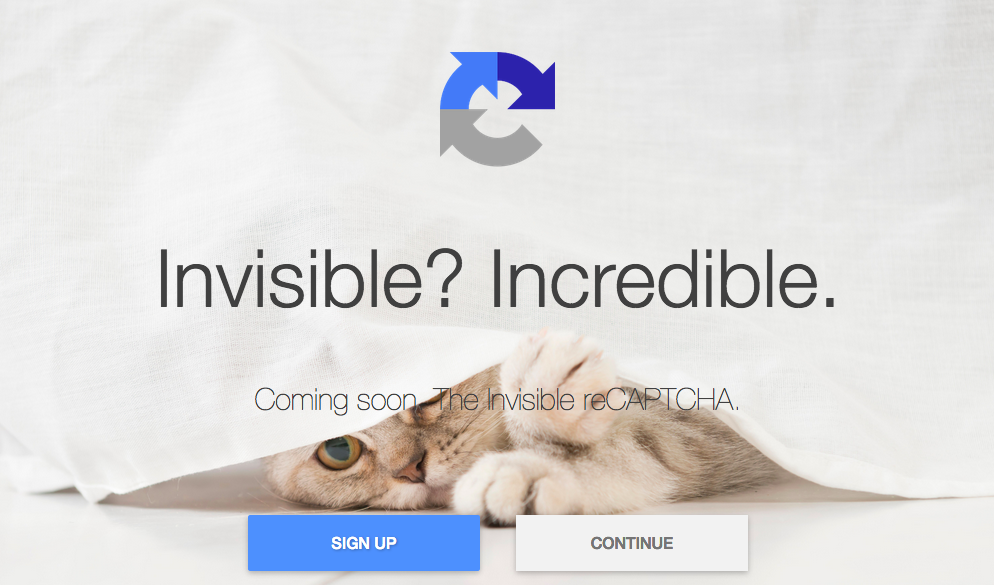 Invisible? Incredible.
Coming soon. The Invisible reCAPTCHA.
SIGN UP
CONTINUE